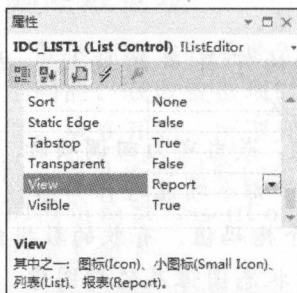 属性
IDC_LIST1 (List Control) IListEditor
Sort None
Static Edge False
Tabstop True
Transparent False
View Report
Visible True
View
其中之一: 图标(Icon)、小图标(Small Icon)、
列表(List)、报表(Report)。